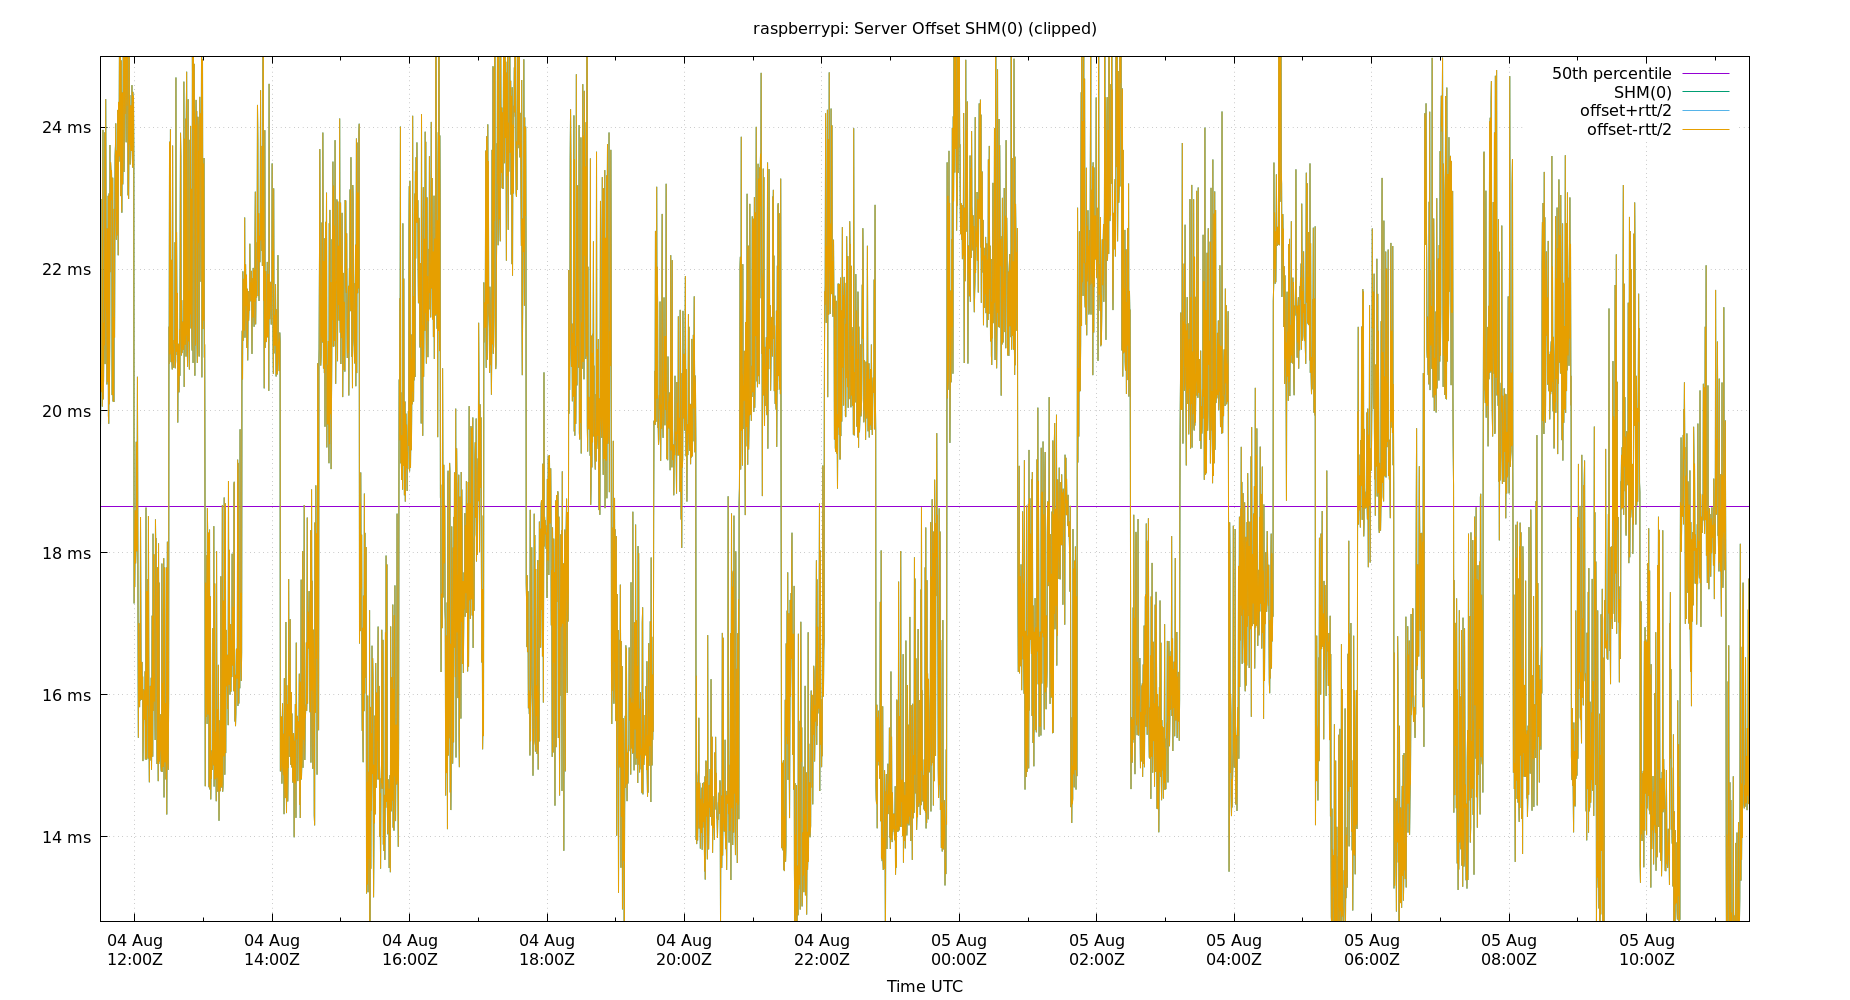 raspberrypi: Server Offset SHM(0) (clipped)
50th percentile
SHM(0)
offset+rtt/2
offset-rtt/2
24 ms
22 ms
20 ms
18 ms
16 ms
14 ms
04 Aug 04 Aug 04 Aug 04 Aug 04 Aug 04 Aug 05 Aug 05 Aug 05 Aug 05 Aug 05 Aug 05 Aug
12:00Z 14:00Z 16:00Z 18:00Z 20:00Z 22:00Z 00:00Z 02:00Z 04:00Z 06:00Z 08:00Z 10:00Z
Time UTC